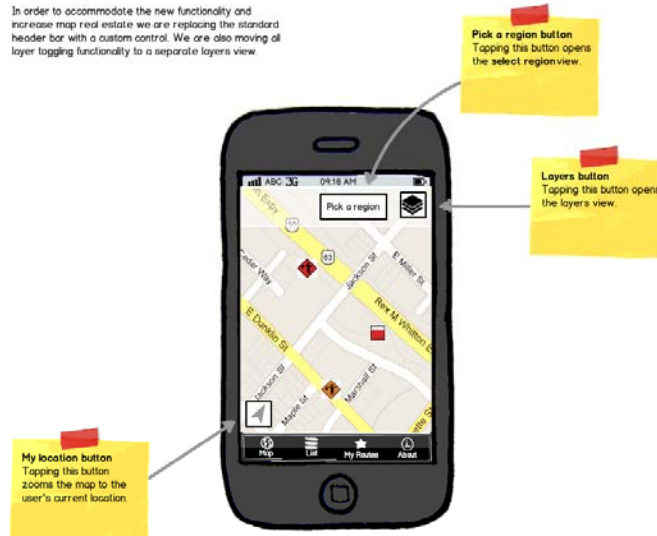 In order to accommodate the new functionality and
increase map real estate we are replacing the standard
header bar with a custom control. We are also moving all
layer toggling functionality to a separate layers view.
Pick a region button
Tapping this button opens
the select region view.
Layers button
Tapping this button opens
the layers view.
ABC 3G 09:18 AM
Pick a region
Expy
63
E Miller St
Cedar Way
Jackson St
Rex M Whitton E
E Dunklin St
Jackson St
Marshall St
Maple St
Map List My Routes About
My location button
Tapping this button
zooms the map to the
user's current location.